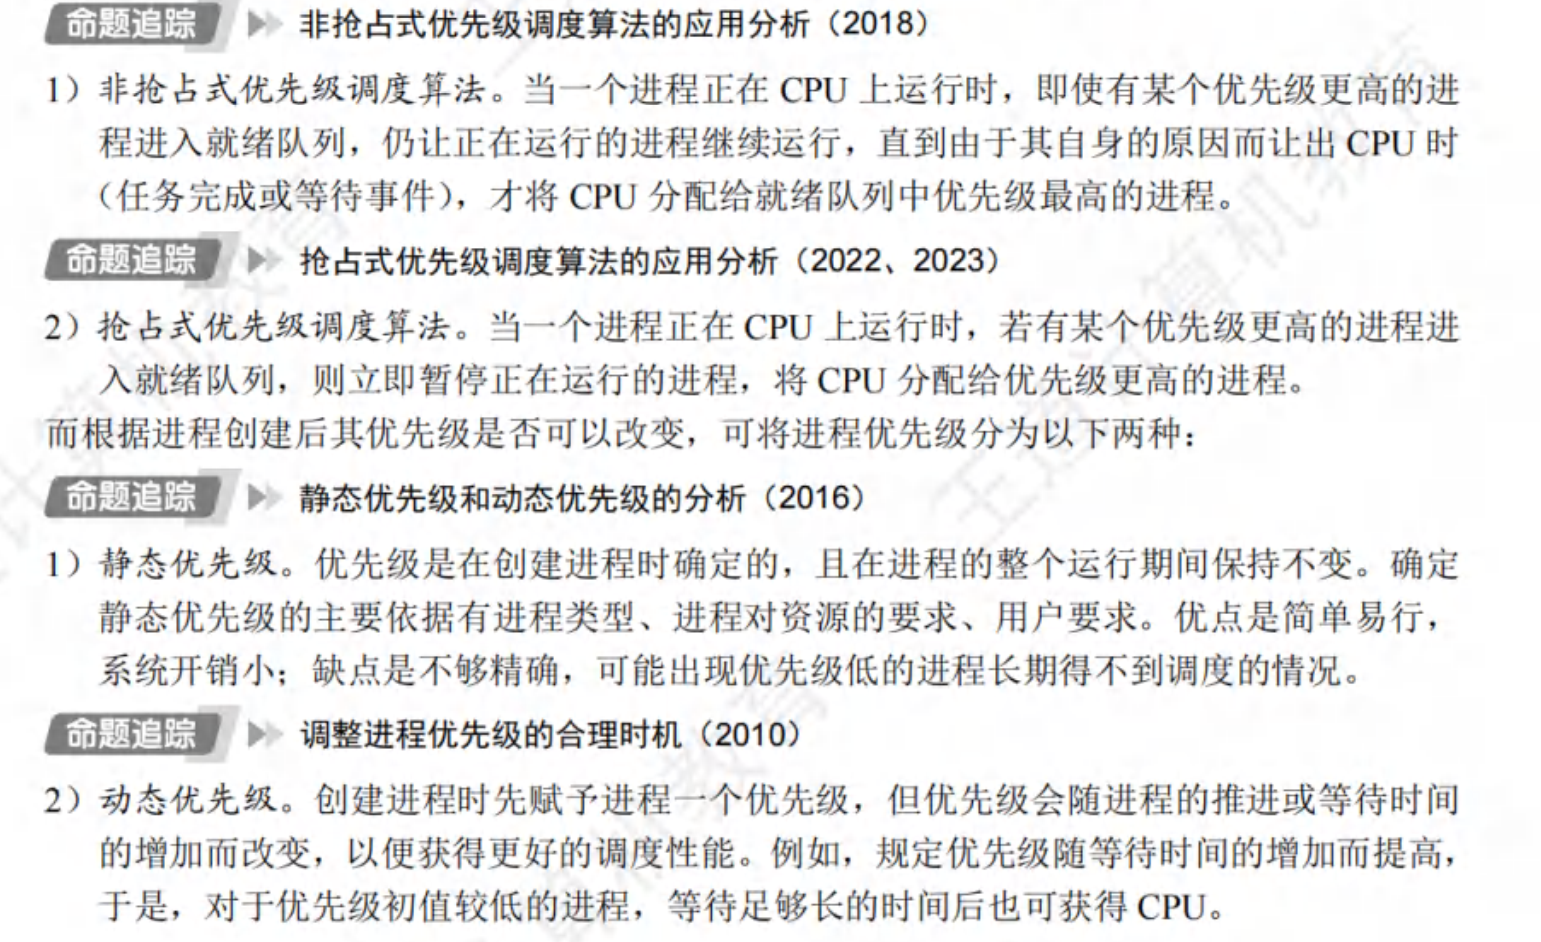 命题追踪 非抢占式优先级调度算法的应用分析（2018）
1）非抢占式优先级调度算法。当一个进程正在 CPU 上运行时，即使有某个优先级更高的进
程进入就绪队列，仍让正在运行的进程继续运行，直到由于其自身的原因而让出 CPU 时
（任务完成或等待事件），才将 CPU 分配给就绪队列中优先级最高的进程。
命题追踪 抢占式优先级调度算法的应用分析（2022、2023）
2）抢占式优先级调度算法。当一个进程正在 CPU 上运行时，若有某个优先级更高的进程进
入就绪队列，则立即暂停正在运行的进程，将 CPU 分配给优先级更高的进程。
而根据进程创建后其优先级是否可以改变，可将进程优先级分为以下两种：
命题追踪 静态优先级和动态优先级的分析（2016）
1）静态优先级。优先级是在创建进程时确定的，且在进程的整个运行期间保持不变。确定
静态优先级的主要依据有进程类型、进程对资源的要求、用户要求。优点是简单易行，
系统开销小；缺点是不够精确，可能出现优先级低的进程长期得不到调度的情况。
命题追踪 调整进程优先级的合理时机（2010）
2）动态优先级。创建进程时先赋予进程一个优先级，但优先级会随进程的推进或等待时间
的增加而改变，以便获得更好的调度性能。例如，规定优先级随等待时间的增加而提高，
于是，对于优先级初值较低的进程，等待足够长的时间后也可获得 CPU。